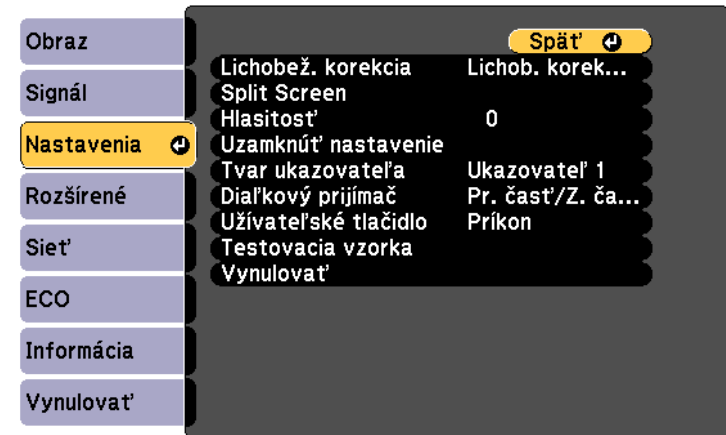 Obraz
Signál
Nastavenia
Rozšírené
Sieť
ECO
Informácia
Vynulovať
Späť
Lichobež. korekcia Lichob. korek...
Split Screen
Hlasitosť 0
Uzamknúť nastavenie
Tvar ukazovateľa Ukazovateľ 1
Diaľkový prijímač Pr. časť/Z. ča...
Užívateľské tlačidlo Príkon
Testovacia vzorka
Vynulovať